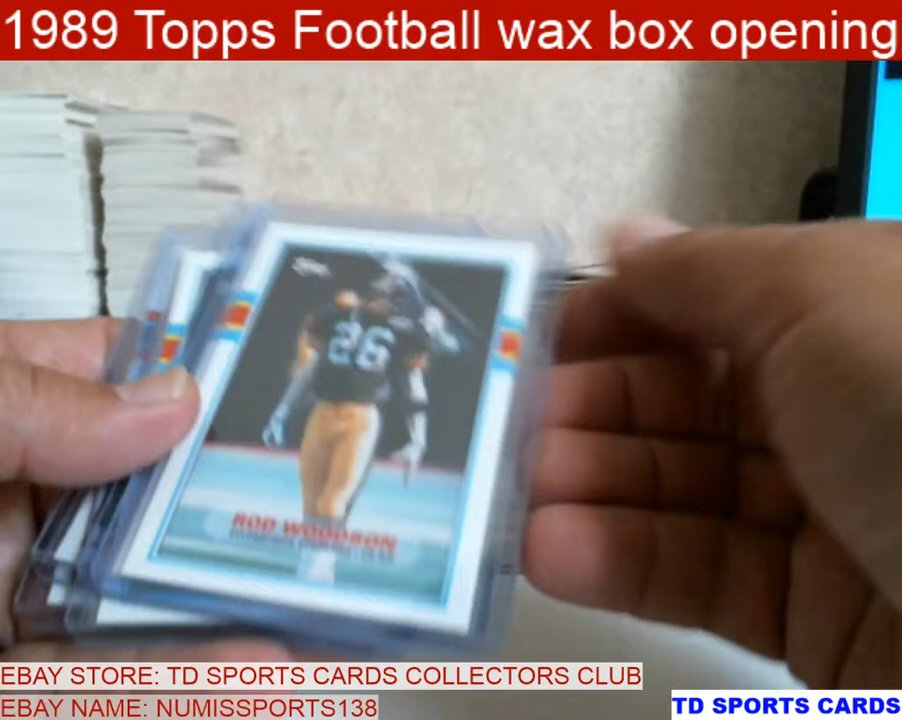 1989 Topps Football wax box opening
26
ROD WOODSON
EBAY STORE: TD SPORTS CARDS COLLECTORS CLUB
EBAY NAME: NUMISSPORTS138
TD SPORTS CARDS